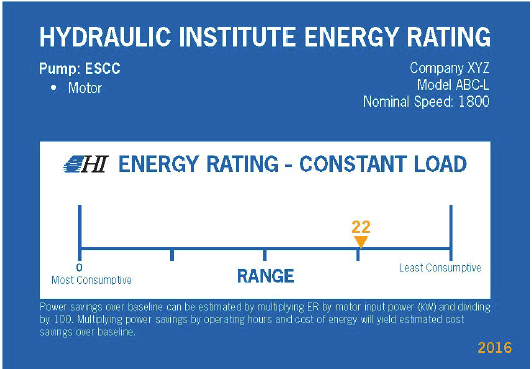 HYDRAULIC INSTITUTE ENERGY RATING
Pump: ESCC
• Motor
Company XYZ
Model ABC-L
Nominal Speed: 1800
HI ENERGY RATING - CONSTANT LOAD
22
0
Most Consumptive
RANGE
Least Consumptive
Power savings over baseline can be estimated by multiplying ER by motor input power (kW) and dividing
by 100. Multiplying power savings by operating hours and cost of energy will yield estimated cost
savings over baseline.
2016